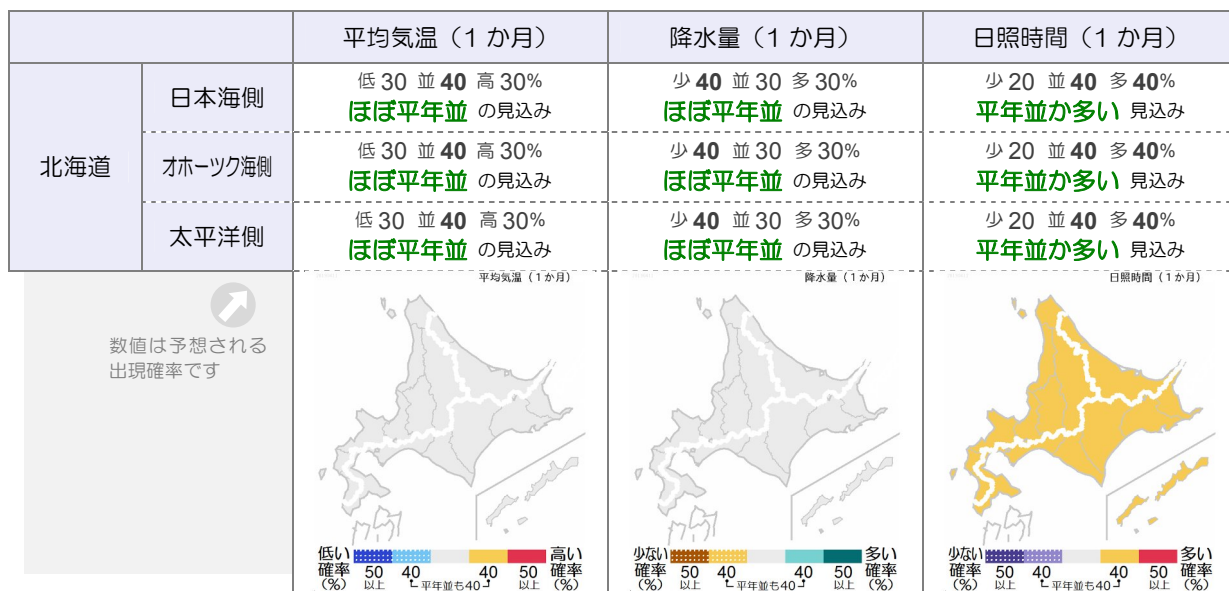 平均気温（1か月） 降水量（1か月） 日照時間（1か月）
北海道
日本海側 低30 並40 高30% 少40 並30 多30% 少20 並40 多40%
ほぼ平年並 の見込み ほぼ平年並 の見込み 平年並か多い 見込み
オホーツク海側 低30 並40 高30% 少40 並30 多30% 少20 並40 多40%
ほぼ平年並 の見込み ほぼ平年並 の見込み 平年並か多い 見込み
太平洋側 低30 並40 高30% 少40 並30 多30% 少20 並40 多40%
ほぼ平年並 の見込み ほぼ平年並 の見込み 平年並か多い 見込み
数値は予想される
出現確率です
平均気温（1か月） 降水量（1か月） 日照時間（1か月）
低い 高い 少ない 多い 少ない 多い
確率 50 40 40 50 確率 確率 50 40 40 50 確率 確率 50 40 40 50 確率
(%) 以上 平年並も40 以上 (%) (%) 以上 平年並も40 以上 (%) (%) 以上 平年並も40 以上 (%)